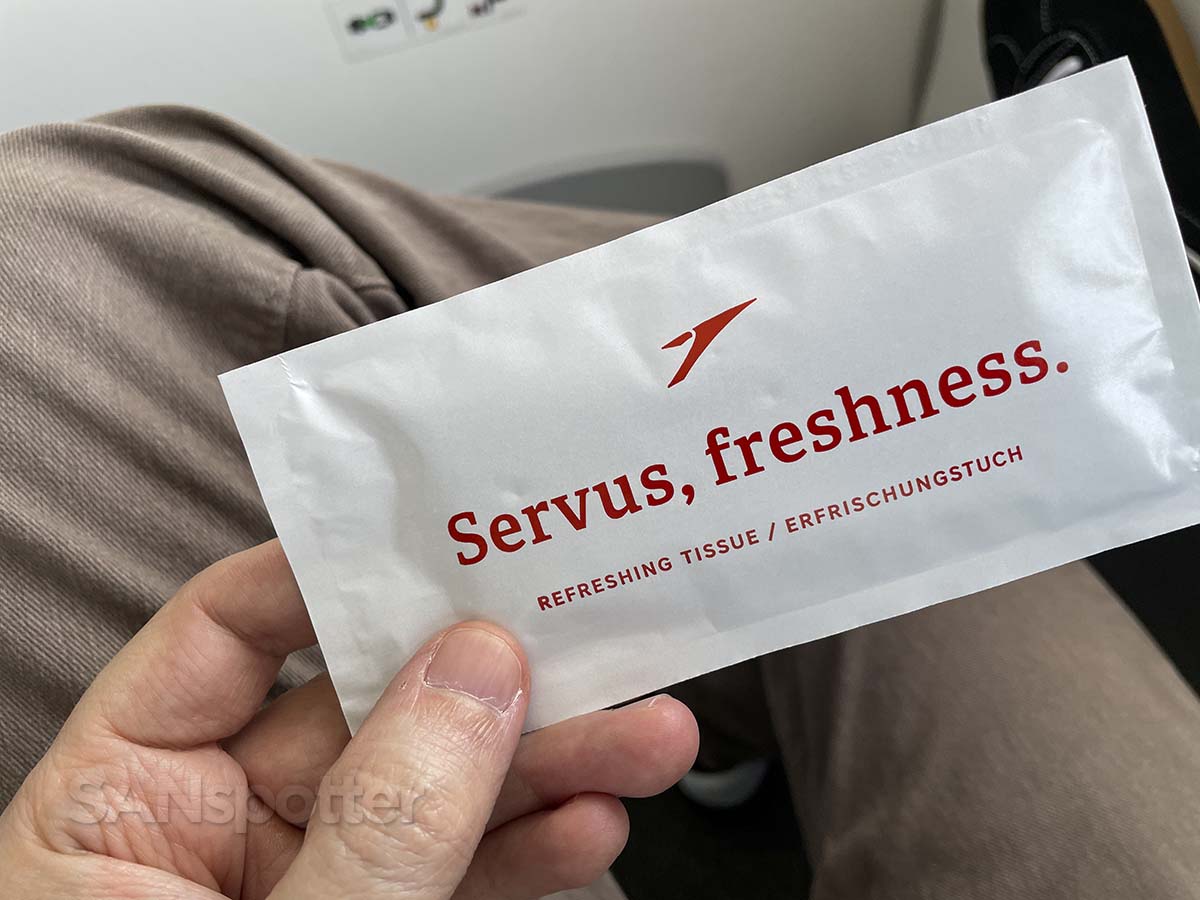 Servus, freshness.
REFRESHING TISSUE / ERFRISCHUNGSTUCH
SANspotter